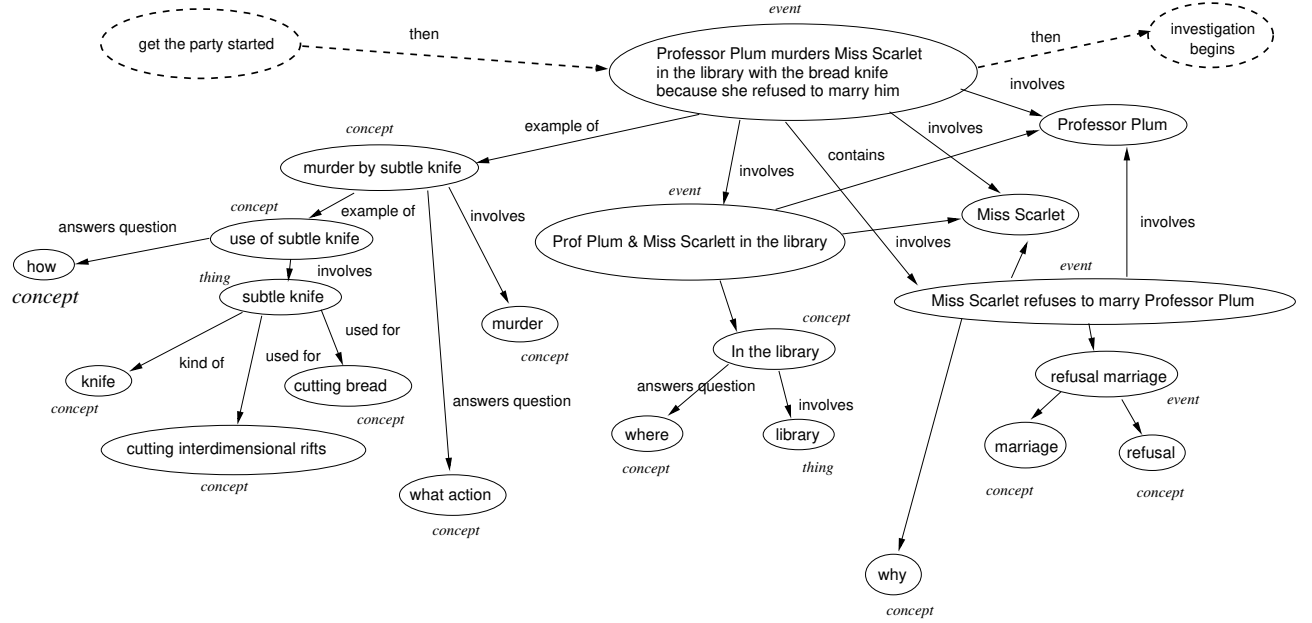 event
get the party started
then
Professor Plum murders Miss Scarlet
in the library with the bread knife
because she refused to marry him
then
investigation
begins
involves
concept
example of
involves
Professor Plum
contains
murder by subtle knife
event
involves
concept
example of
involves
Miss Scarlet
answers question
use of subtle knife
Prof Plum & Miss Scarlett in the library
involves
involves
how
thing
involves
event
concept
subtle knife
Miss Scarlet refuses to marry Professor Plum
murder
used for
concept
In the library
kind of
used for
concept
knife
cutting bread
answers question
refusal marriage
concept
concept
answers question
involves
event
cutting interdimensional rifts
where
library
marriage
refusal
concept
concept
thing
what action
concept
concept
concept
why
concept